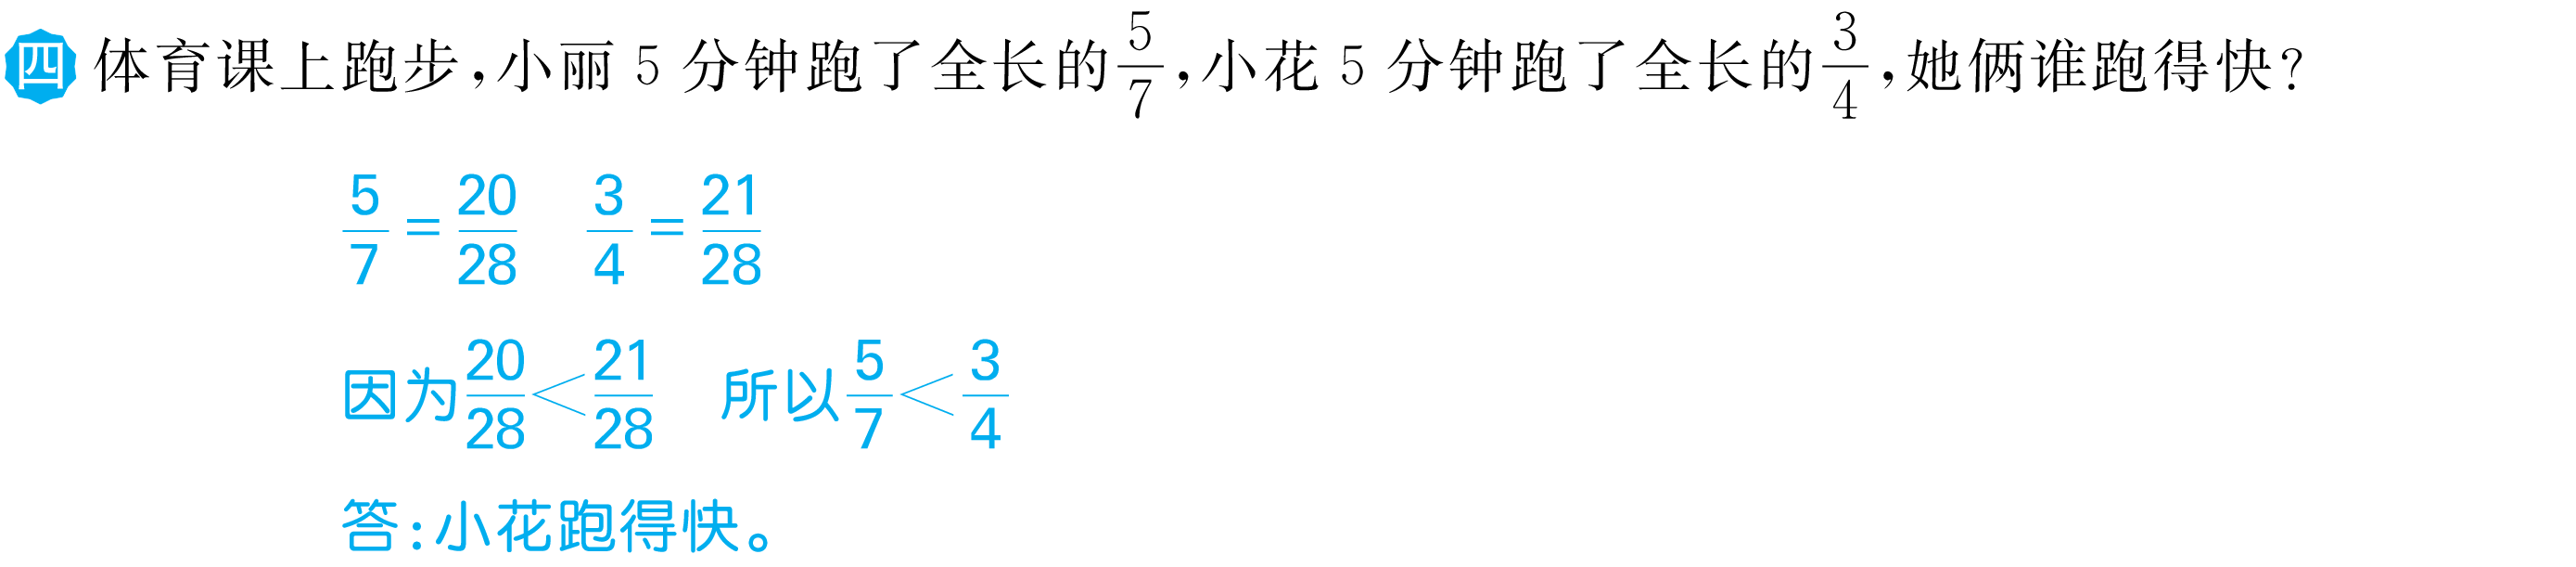 四 体育课上跑步,小丽 5 分钟跑了全长的5/7,小花 5 分钟跑了全长的3/4,她俩谁跑得快?
5/7=20/28 3/4=21/28
因为20/28<21/28 所以5/7<3/4
答:小花跑得快。